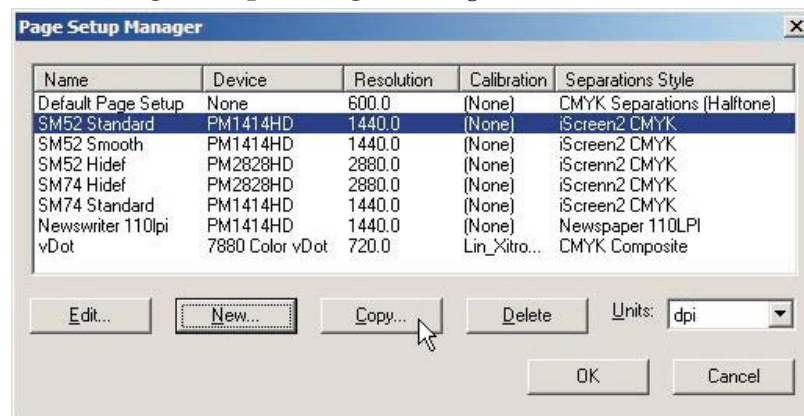 Page Setup Manager
Name Device Resolution Calibration Separations Style
Default Page Setup None 600.0 (None) CMYK Separations (Halftone)
SM52 Standard PM1414HD 1440.0 (None) iScreen2 CMYK
SM52 Smooth PM1414HD 1440.0 (None) iScreen2 CMYK
SM52 Hidef PM2828HD 2880.0 (None) iScreen2 CMYK
SM74 Hidef PM2828HD 2880.0 (None) iScrenn2 CMYK
SM74 Standard PM1414HD 1440.0 (None) iScreen2 CMYK
Newswriter 110lpi PM1414HD 1440.0 (None) Newspaper 110LPI
vDot 7880 Color vDot 720.0 Lin_Xitro... CMYK Composite
Edit... New... Copy... Delete Units: dpi
OK Cancel